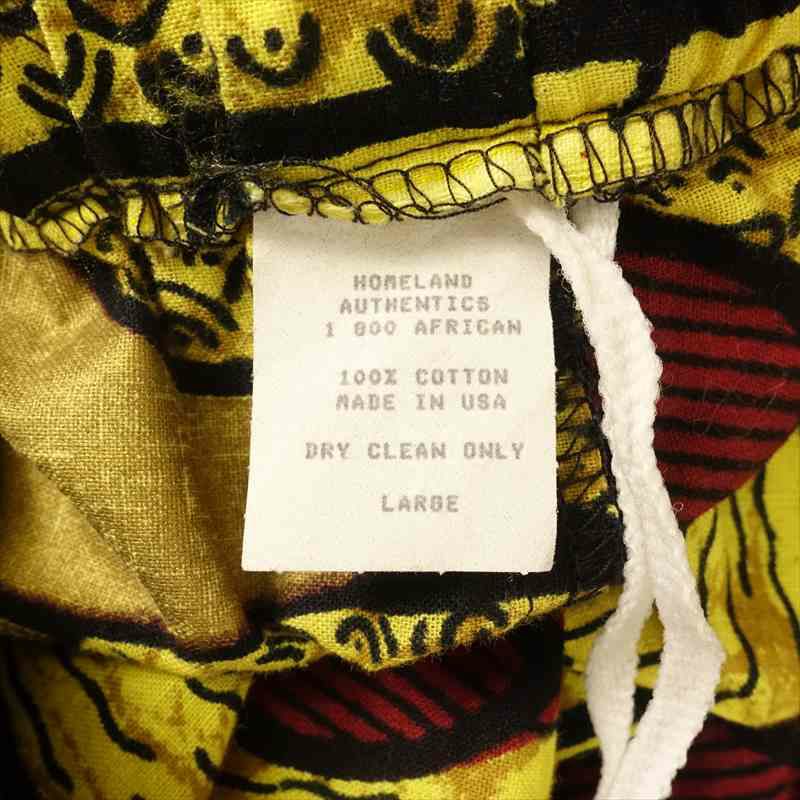 HOMELAND
AUTHENTICS
1 800 AFRICAN
100% COTTON
MADE IN USA
DRY CLEAN ONLY
LARGE